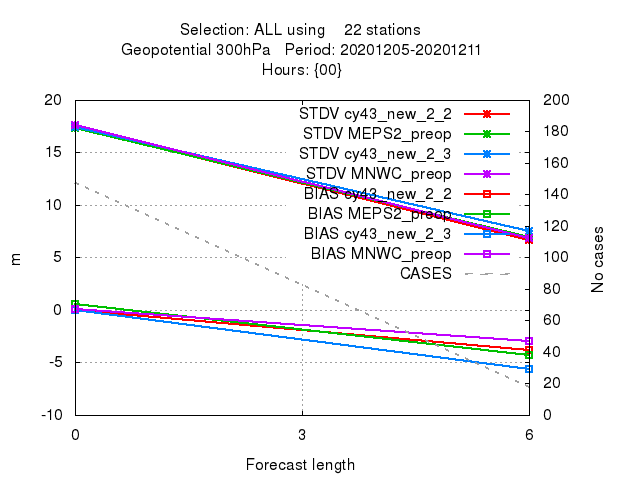 Selection: ALL using    22 stations
Geopotential 300hPa   Period: 20201205-20201211
Hours: {00}
20
15
10
5
0
-5
-10
m
200
180
160
140
120
100
80
60
40
20
0
No cases
STDV cy43_new_2_2
STDV MEPS2_preop
STDV cy43_new_2_3
STDV MNWC_preop
BIAS cy43_new_2_2
BIAS MEPS2_preop
BIAS cy43_new_2_3
BIAS MNWC_preop
CASES
0
3
6
Forecast length